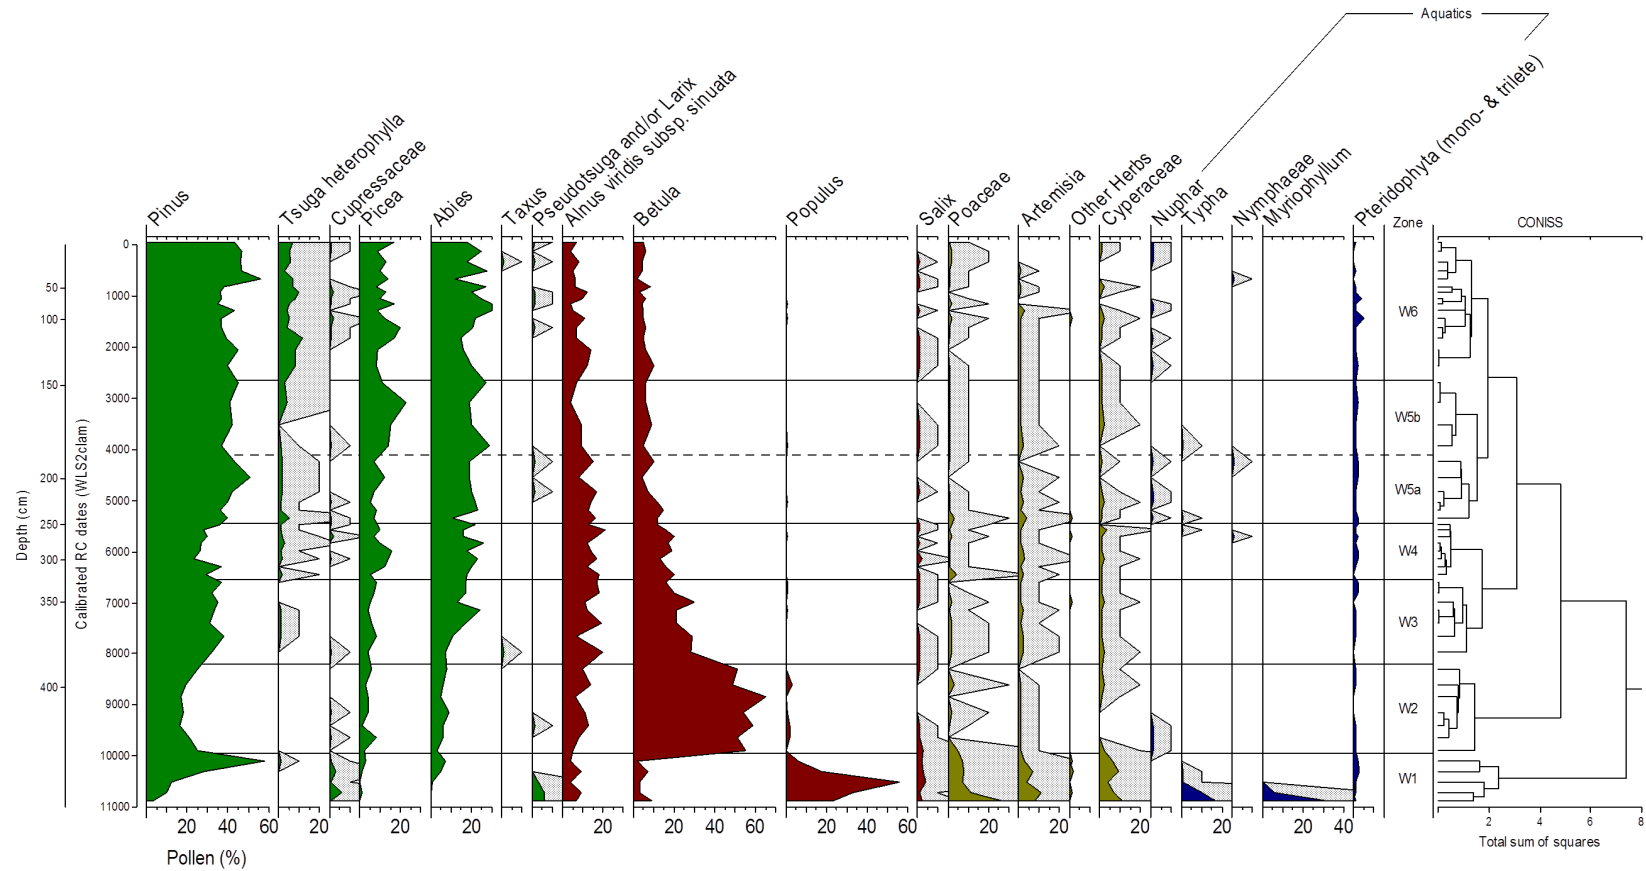 Aquatics
Pinus
Tsuga heterophylla
Cupressaceae
Picea
Abies
Taxus
Pseudotsuga and/or Larix
Alnus viridis subsp. sinuata
Betula
Populus
Salix
Poaceae
Artemisia
Other Herbs
Cyperaceae
Nuphar
Typha
Nymphaeae
Myriophyllum
Pteridophyta (mono- & trilete)
Zone
CONISS
Depth (cm)
50
100
150
200
250
300
350
400
Calibrated RC dates (WLS2clam)
0
1000
2000
3000
4000
5000
6000
7000
8000
9000
10000
11000
W6
W5b
W5a
W4
W3
W2
W1
20 40 60 20 20 20 20 20 40 60 20 40 20 20 20 20 20 40
2 4 6 8
Pollen (%)
Total sum of squares